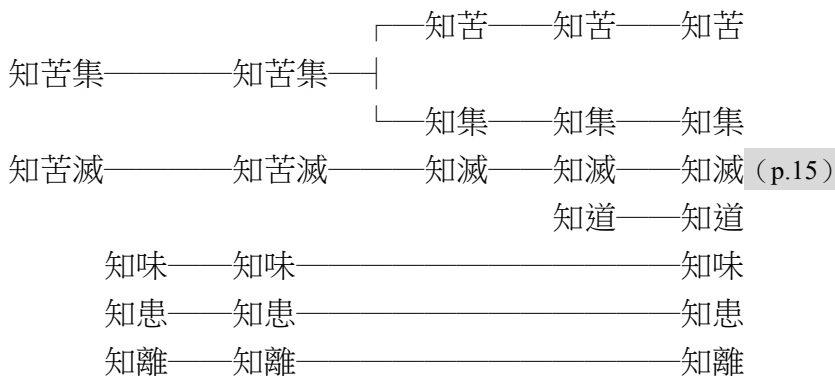 ┌──知苦──知苦──知苦
知苦集────知苦集──┤
└──知集──知集──知集
知苦滅────知苦滅───知滅──知滅──知滅（p.15）
知道──知道
知味──知味────────────知味
知患──知患────────────知患
知離──知離────────────知離